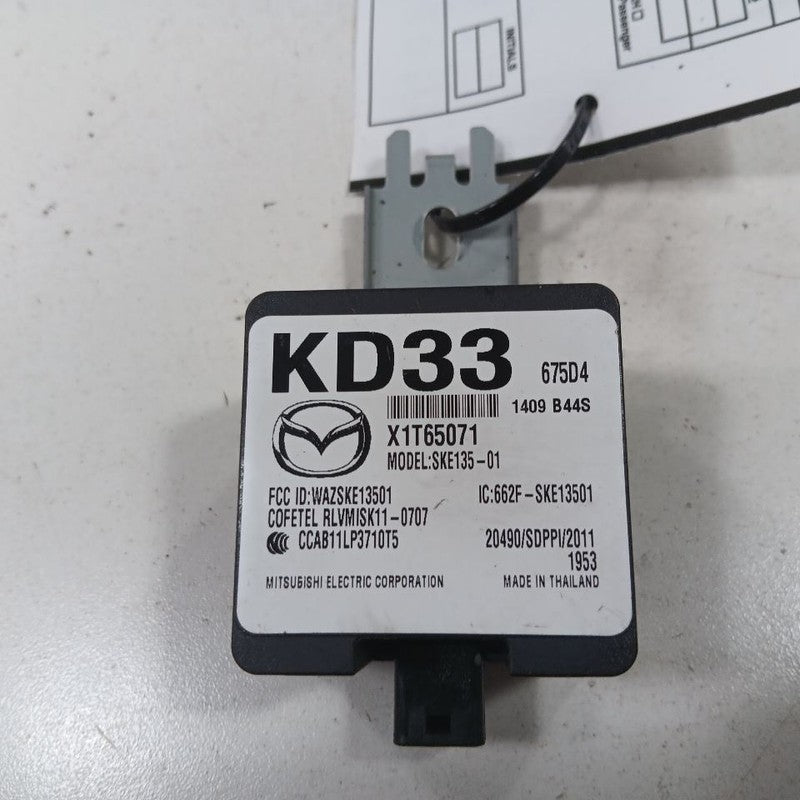 INITIALS
RH
Passenger
KD33 675D4
1409 B44S
X1T65071
MODEL:SKE135-01
FCC ID:WAZSKE13501 IC:662F-SKE13501
COFETEL RLVMISK11-0707
CCAB11LP3710T5 20490/SDPPI/2011
1953
MITSUBISHI ELECTRIC CORPORATION MADE IN THAILAND